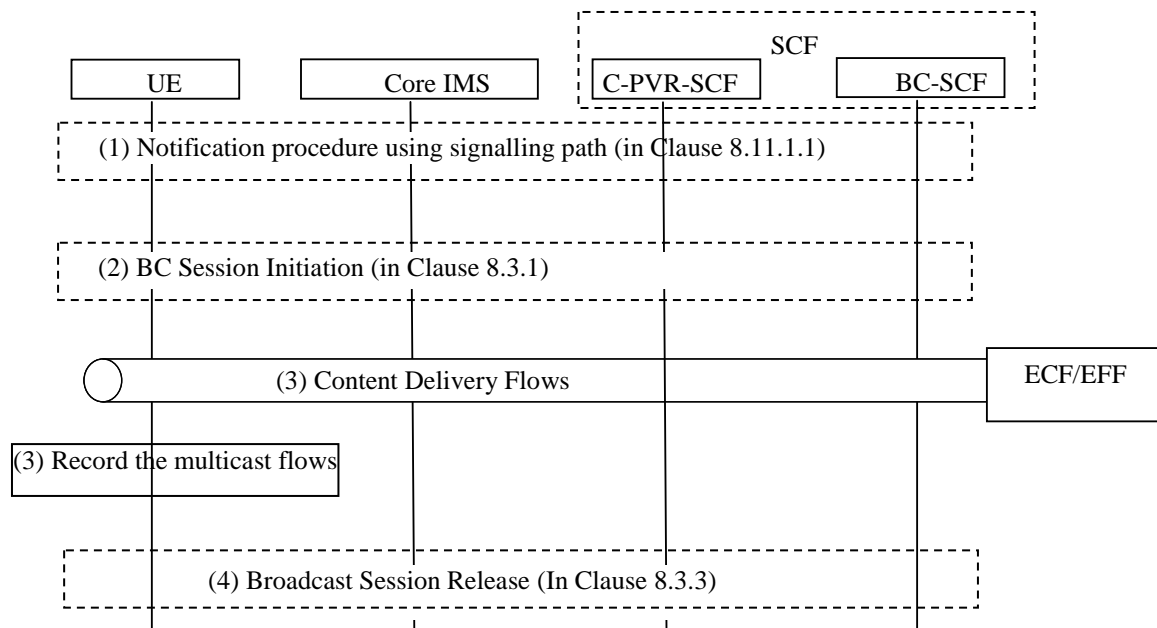 SCF
UE
Core IMS
C-PVR-SCF
BC-SCF
(1) Notification procedure using signalling path (in Clause 8.11.1.1)
(2) BC Session Initiation (in Clause 8.3.1)
(3) Content Delivery Flows
ECF/EFF
(3) Record the multicast flows
(4) Broadcast Session Release (In Clause 8.3.3)